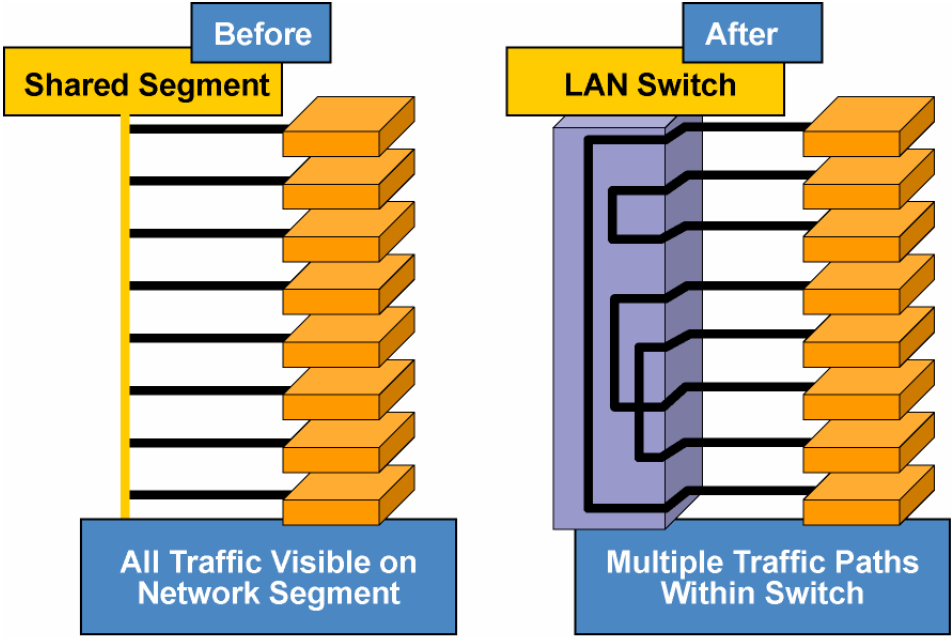 Before
Shared Segment
All Traffic Visible on
Network Segment
After
LAN Switch
Multiple Traffic Paths
Within Switch